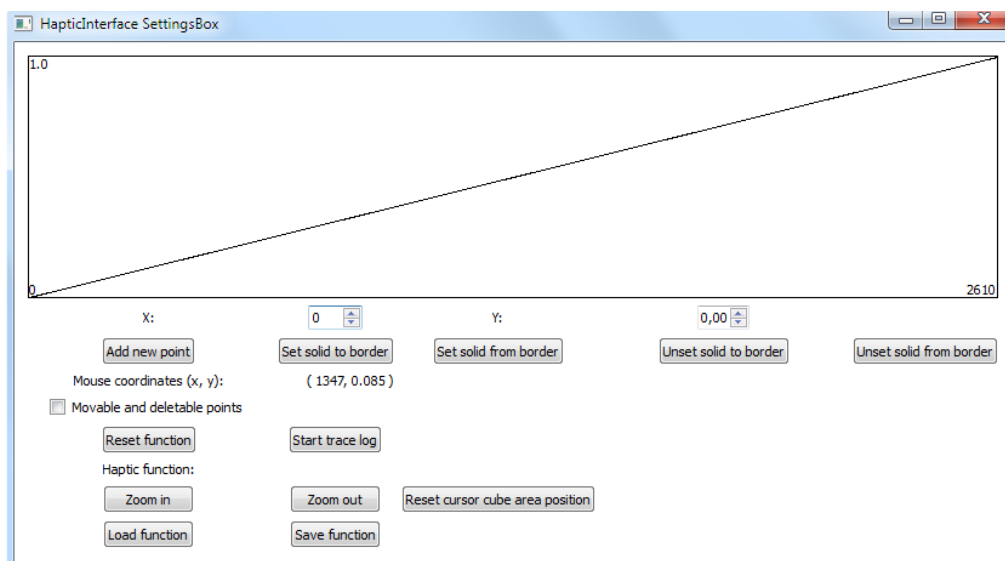 HapticInterface SettingsBox
1.0
0
2610
X: 0 Y: 0,00
Add new point Set solid to border Set solid from border Unset solid to border Unset solid from border
Mouse coordinates (x, y): ( 1347, 0.085 )
Movable and deletable points
Reset function Start trace log
Haptic function:
Zoom in Zoom out Reset cursor cube area position
Load function Save function